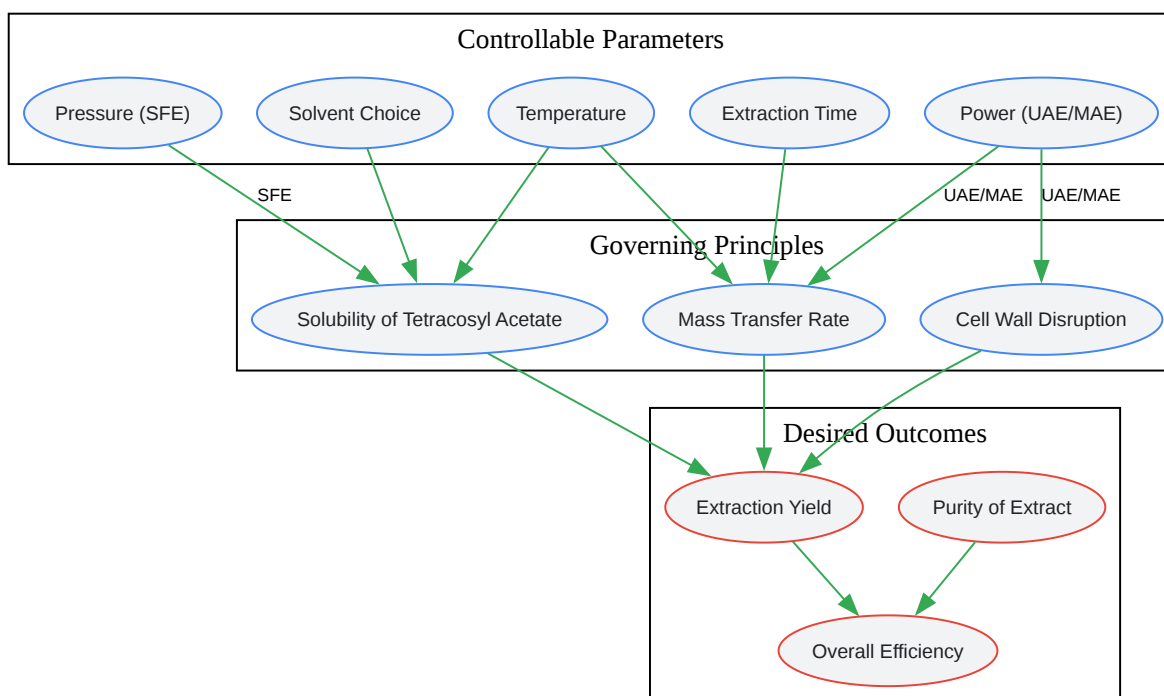 Controllable Parameters
Pressure (SFE)
Solvent Choice
Temperature
Extraction Time
Power (UAE/MAE)
SFE
UAE/MAE
UAE/MAE
Governing Principles
Solubility of Tetracosyl Acetate
Mass Transfer Rate
Cell Wall Disruption
Desired Outcomes
Extraction Yield
Purity of Extract
Overall Efficiency